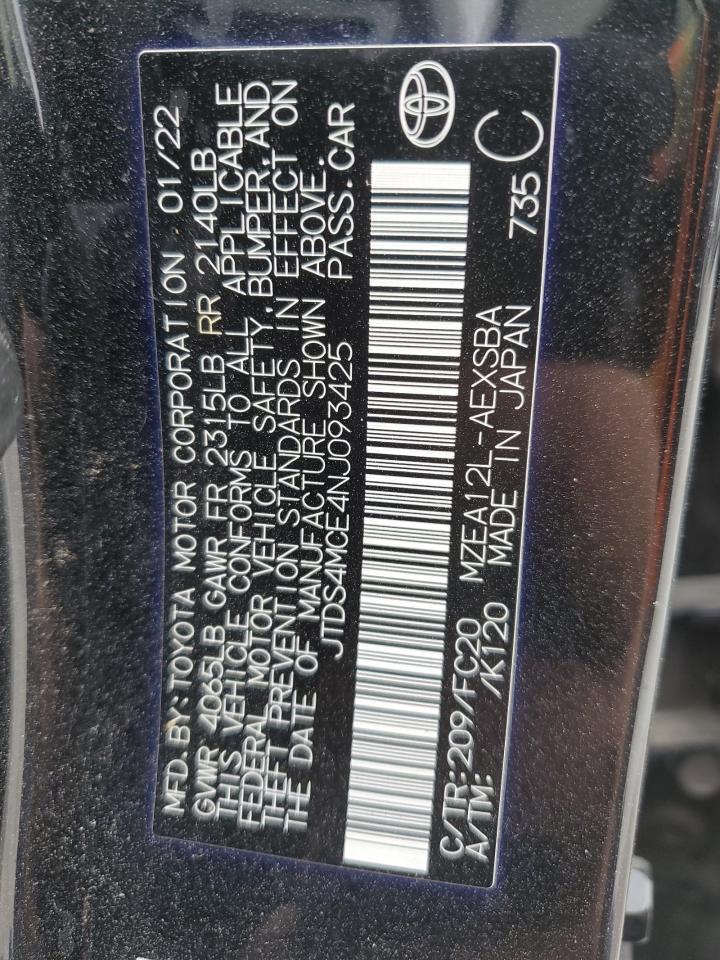 MFD.BY:TOYOTA MOTOR CORPORATION 01/22
GVWR 4065LB GAWR FR 2315LB RR 2140LB
THIS VEHICLE CONFORMS TO ALL APPLICABLE
FEDERAL MOTOR VEHICLE SAFETY,BUMPER,AND
THEFT PREVENTION STANDARDS IN EFFECT ON
THE DATE OF MANUFACTURE SHOWN ABOVE.
JTDS4MCE4NJ093425 PASS.CAR
C/TR:209/FC20 MZEA12L-AEXSBA
A/TM: /K120 MADE IN JAPAN 735
C